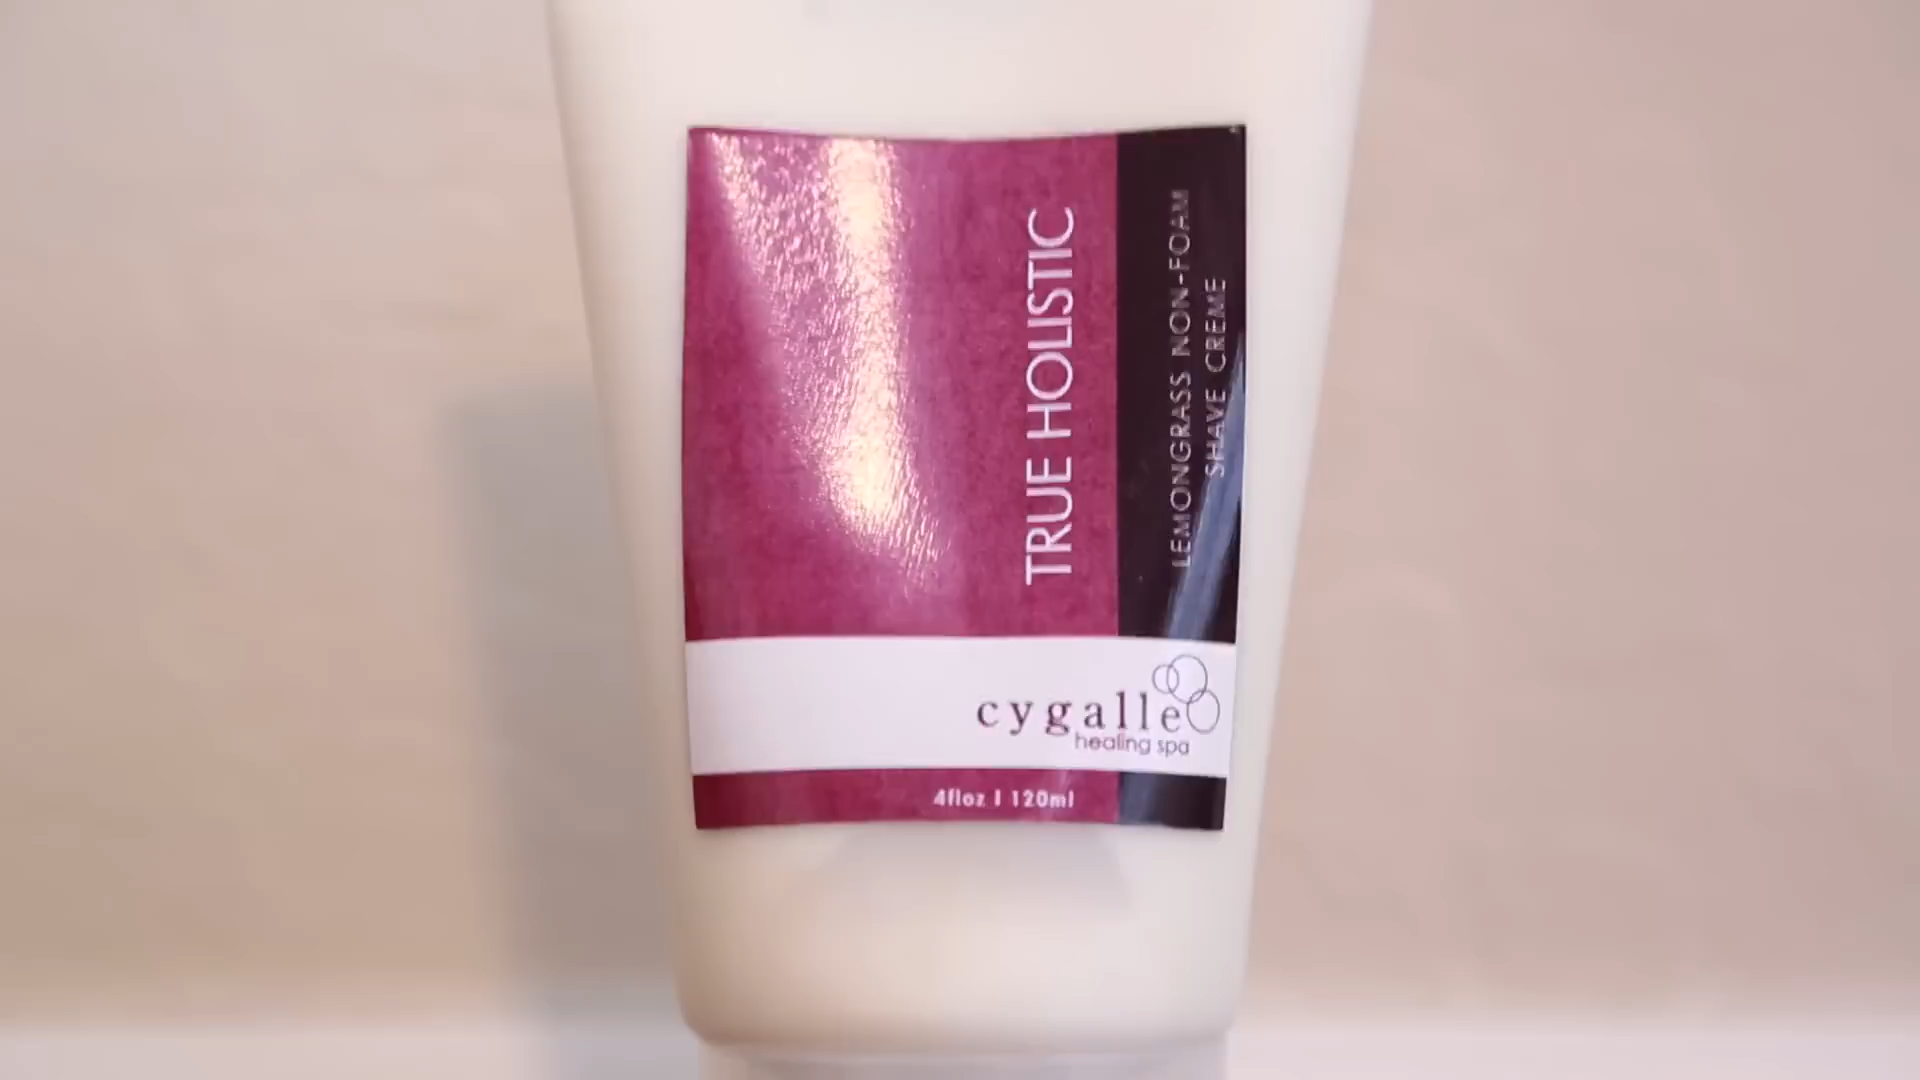 TRUE HOLISTIC
LEMONGRASS NON-FOAM
SHAVE CREME
cygalle
healing spa
4floz | 120ml